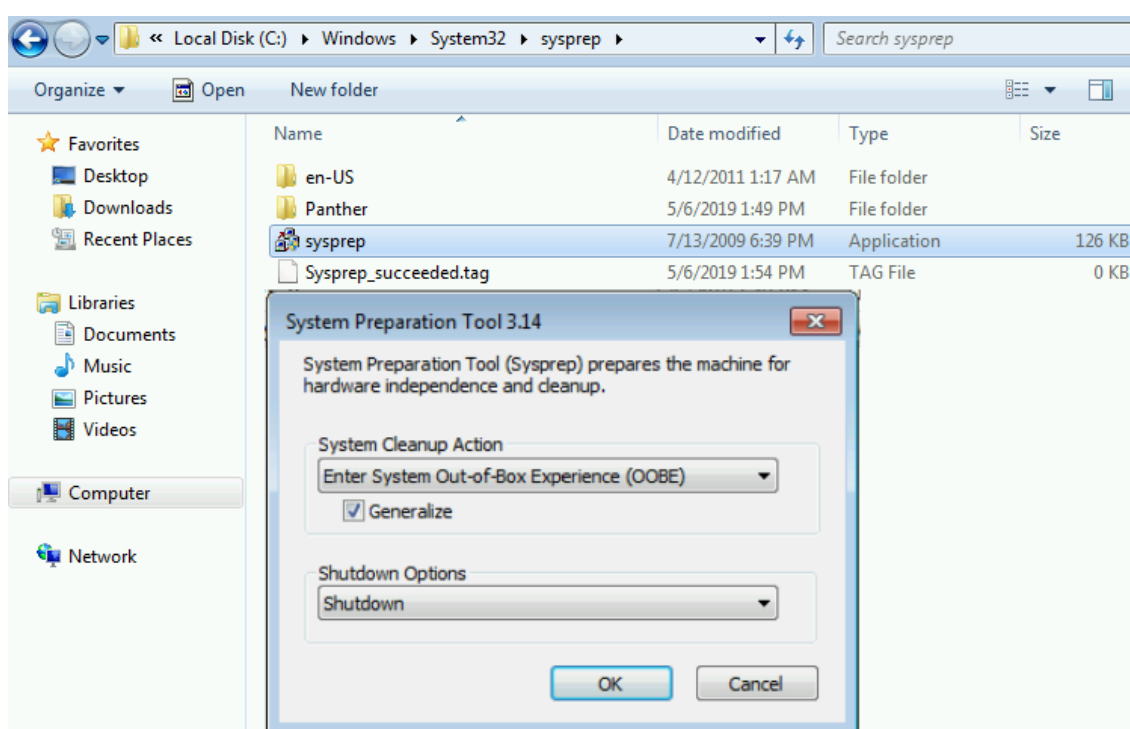 « Local Disk (C:) ▸ Windows ▸ System32 ▸ sysprep ▸ Search sysprep
Organize Open New folder
Favorites
Desktop
Downloads
Recent Places
Libraries
Documents
Music
Pictures
Videos
Computer
Network
Name Date modified Type Size
en-US 4/12/2011 1:17 AM File folder
Panther 5/6/2019 1:49 PM File folder
sysprep 7/13/2009 6:39 PM Application 126 KB
Sysprep_succeeded.tag 5/6/2019 1:54 PM TAG File 0 KB
System Preparation Tool 3.14
System Preparation Tool (Sysprep) prepares the machine for
hardware independence and cleanup.
System Cleanup Action
Enter System Out-of-Box Experience (OOBE)
Generalize
Shutdown Options
Shutdown
OK Cancel